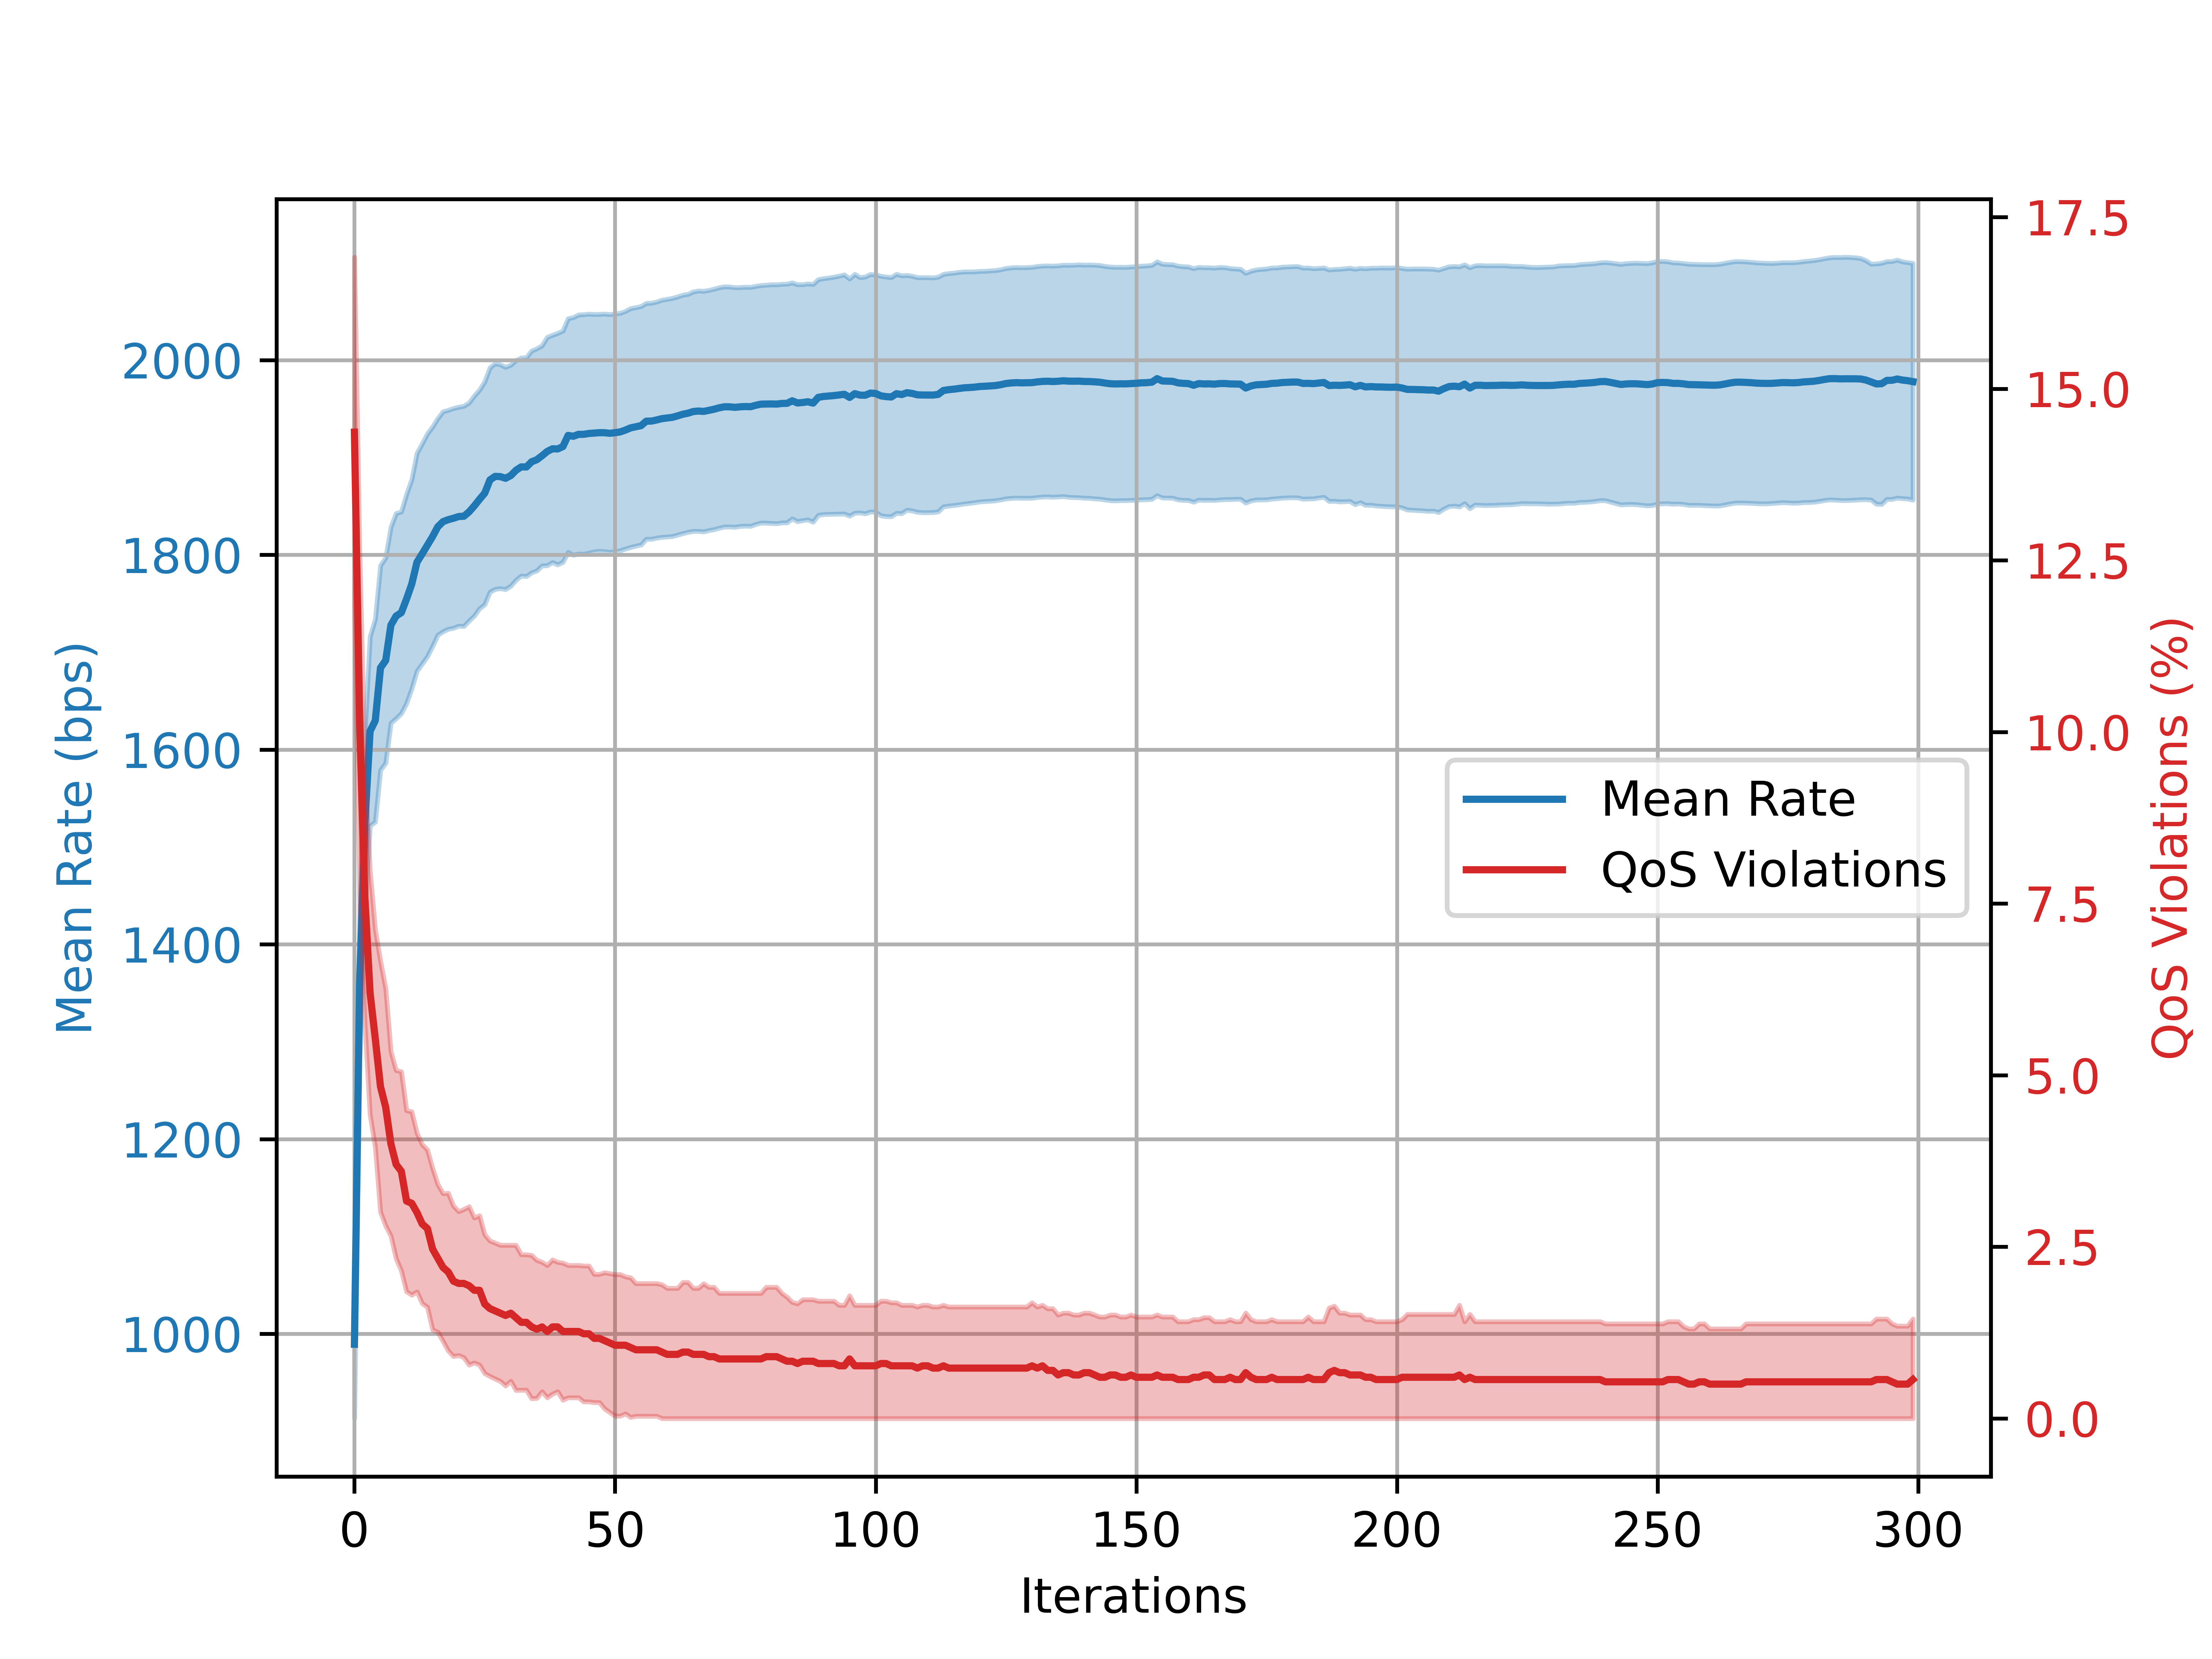 Mean Rate (bps)
2000
1800
1600
1400
1200
1000
17.5
15.0
12.5
10.0
7.5
5.0
2.5
0.0
QoS Violations (%)
Mean Rate
QoS Violations
0 50 100 150 200 250 300
Iterations